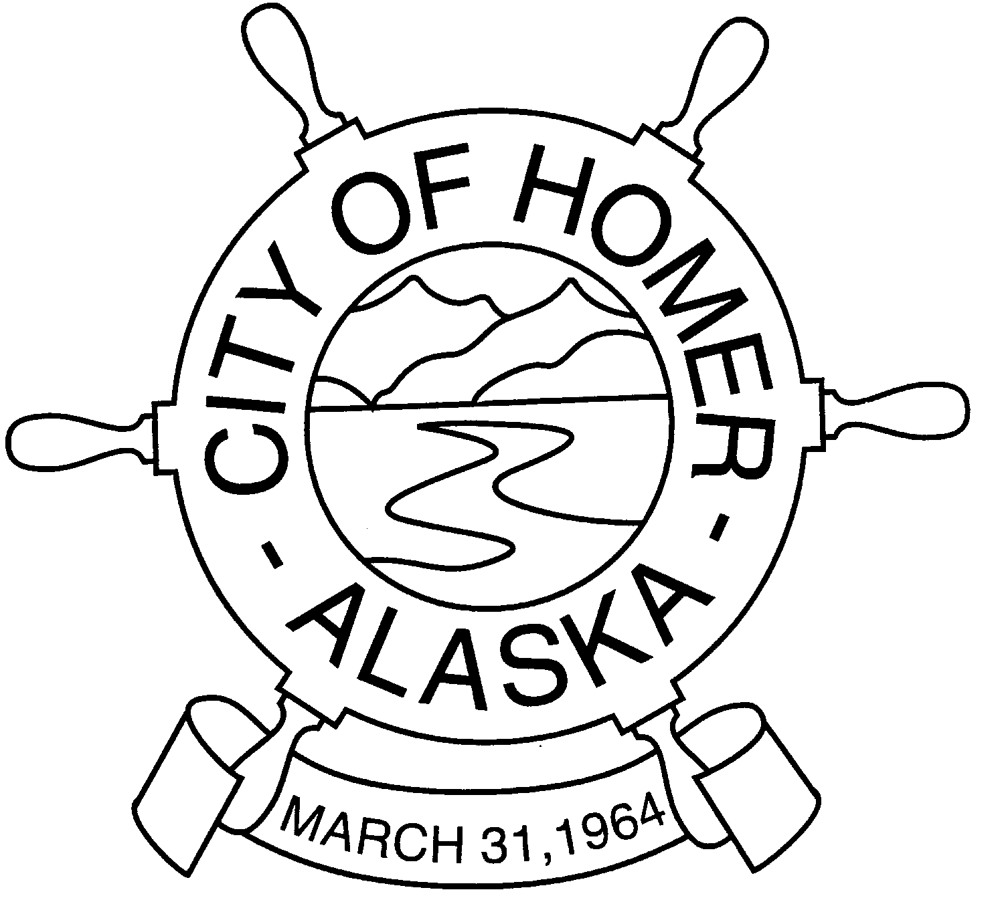 CITY OF HOMER
- ALASKA -
MARCH 31, 1964